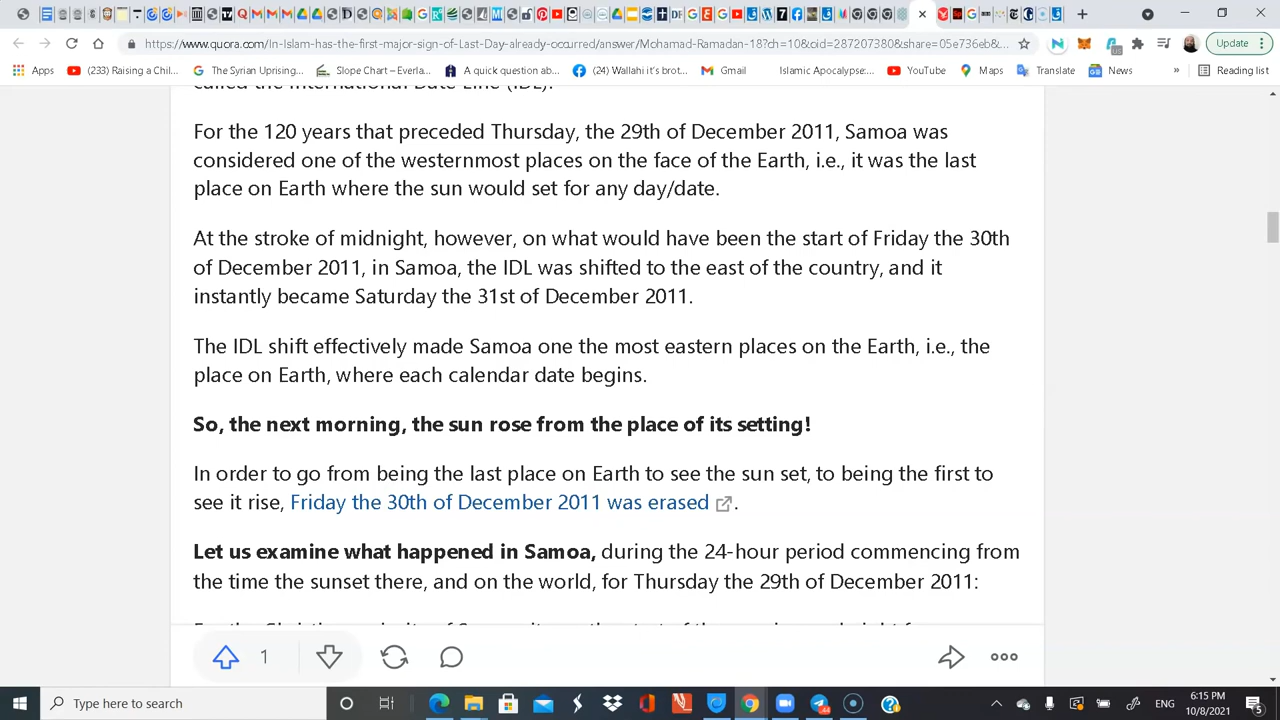 https://www.quora.com/In-Islam-has-the-first-major-sign-of-Last-Day-already-occurred/answer/Mohamad-Ramadan-18?ch=10&oid=287207380&share=05e736eb&...
Update
Apps
(233) Raising a Chil...
The Syrian Uprising...
Slope Chart – Everla...
A quick question ab...
(24) Wallahi it's brot...
Gmail
Islamic Apocalypse:...
YouTube
Maps
Translate
News
»
Reading list
called the International Date Line (IDL).
For the 120 years that preceded Thursday, the 29th of December 2011, Samoa was
considered one of the westernmost places on the face of the Earth, i.e., it was the last
place on Earth where the sun would set for any day/date.
At the stroke of midnight, however, on what would have been the start of Friday the 30th
of December 2011, in Samoa, the IDL was shifted to the east of the country, and it
instantly became Saturday the 31st of December 2011.
The IDL shift effectively made Samoa one the most eastern places on the Earth, i.e., the
place on Earth, where each calendar date begins.
So, the next morning, the sun rose from the place of its setting!
In order to go from being the last place on Earth to see the sun set, to being the first to
see it rise, Friday the 30th of December 2011 was erased.
Let us examine what happened in Samoa, during the 24-hour period commencing from
the time the sunset there, and on the world, for Thursday the 29th of December 2011:
1
Type here to search
ENG
6:15 PM
10/8/2021
5